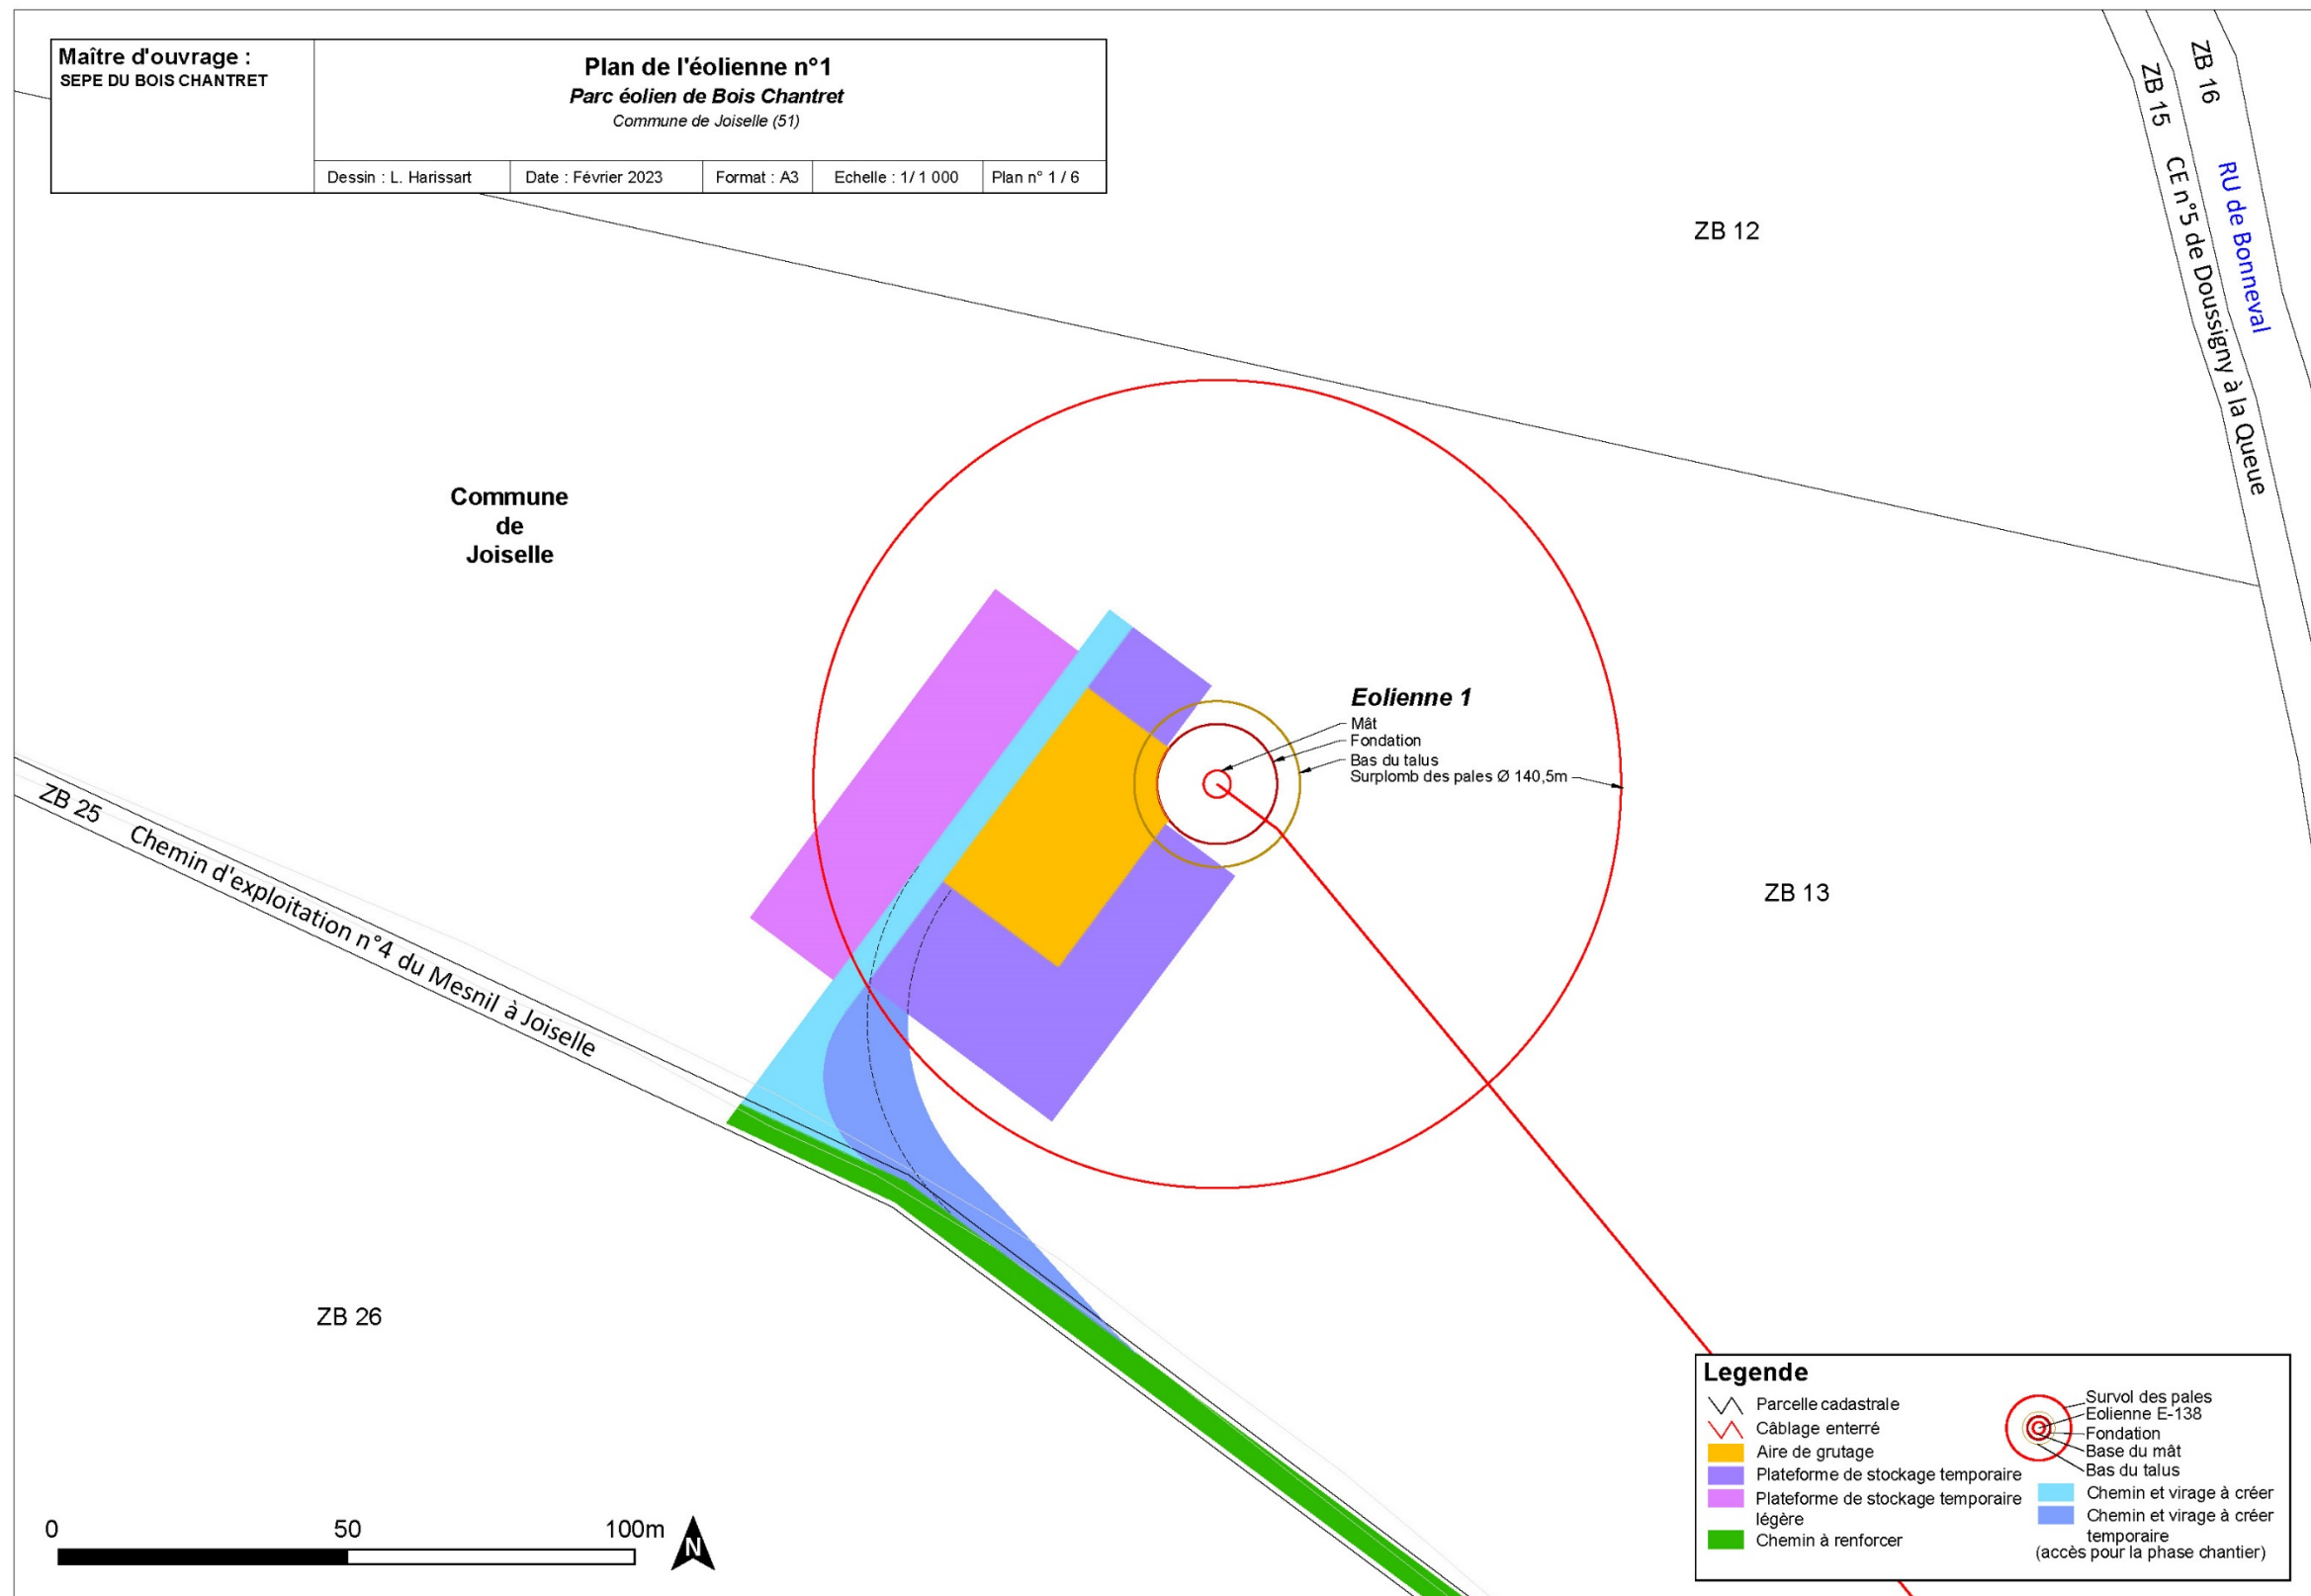 Maître d'ouvrage :
SEPE DU BOIS CHANTRET
Plan de l'éolienne n°1
Parc éolien de Bois Chantret
Commune de Joiselle (51)
Dessin : L. Harissart
Date : Février 2023
Format : A3
Echelle : 1/ 1 000
Plan n° 1 / 6
ZB 16
ZB 15
CE n°5 de Doussigny à la Queue
RU de Bonneval
ZB 12
Commune
de
Joiselle
Eolienne 1
Mât
Fondation
Bas du talus
Surplomb des pales Ø 140,5m
ZB 13
ZB 25
Chemin d'exploitation n°4 du Mesnil à Joiselle
ZB 26
0
50
100m
N
Legende
Parcelle cadastrale
Câblage enterré
Aire de grutage
Plateforme de stockage temporaire
Plateforme de stockage temporaire
légère
Chemin à renforcer
Survol des pales
Eolienne E-138
Fondation
Base du mât
Bas du talus
Chemin et virage à créer
Chemin et virage à créer
temporaire
(accès pour la phase chantier)